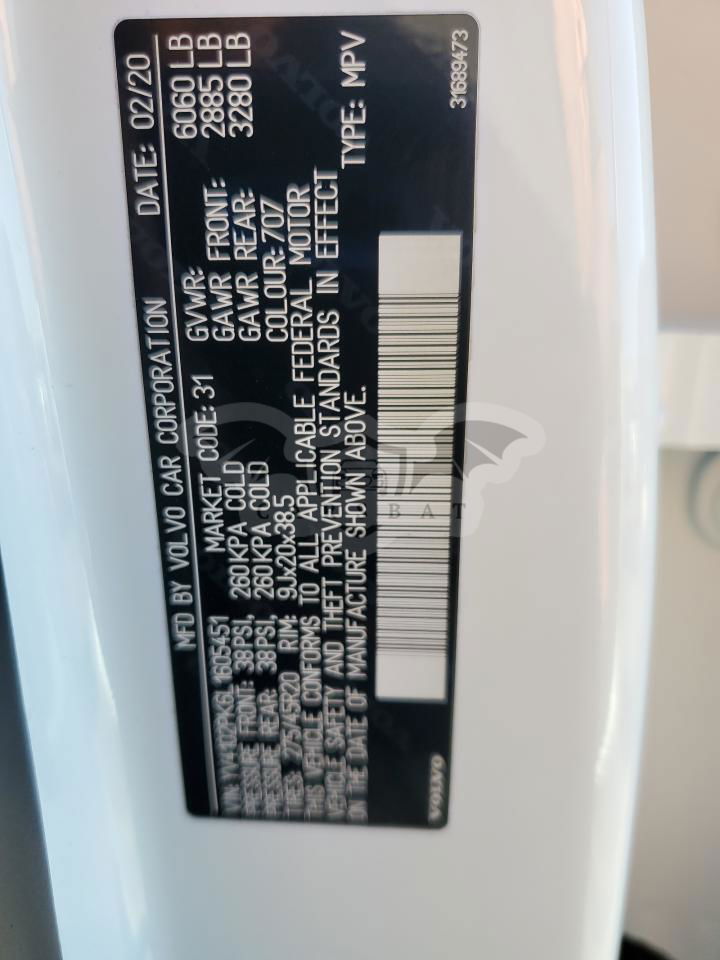 MFD BY VOLVO CAR CORPORATION DATE: 02/20
VIN: YV4102PK6L1605451 MARKET CODE: 31 GVWR: 6060 LB
PRESSURE FRONT: 38PSI, 260KPA COLD GAWR FRONT: 2885 LB
PRESSURE REAR: 38PSI, 260KPA COLD GAWR REAR: 3280 LB
TIRES: 275/45R20 RIM: 9Jx20x38.5 COLOUR: 707
THIS VEHICLE CONFORMS TO ALL APPLICABLE FEDERAL MOTOR
VEHICLE SAFETY AND THEFT PREVENTION STANDARDS IN EFFECT
ON THE DATE OF MANUFACTURE SHOWN ABOVE. TYPE: MPV
VOLVO 31689473